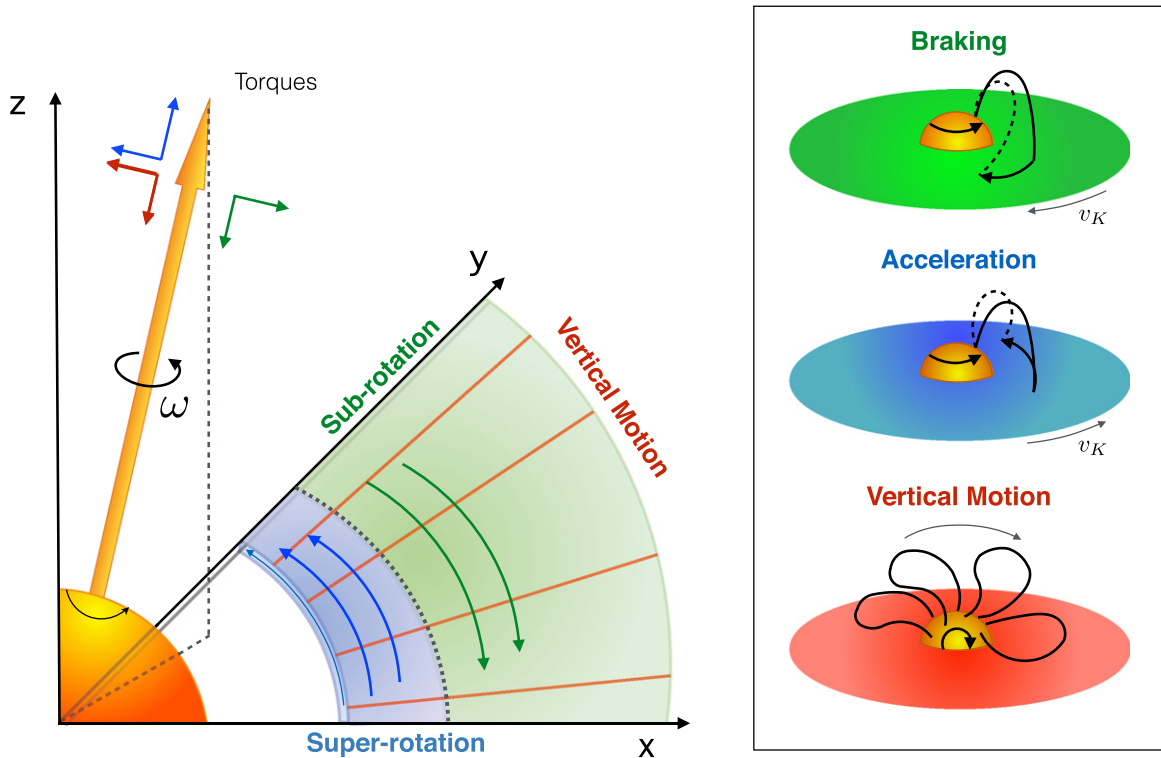 Torques
z
y
x
ω
Sub-rotation
Vertical Motion
Super-rotation
Braking
v_K
Acceleration
v_K
Vertical Motion